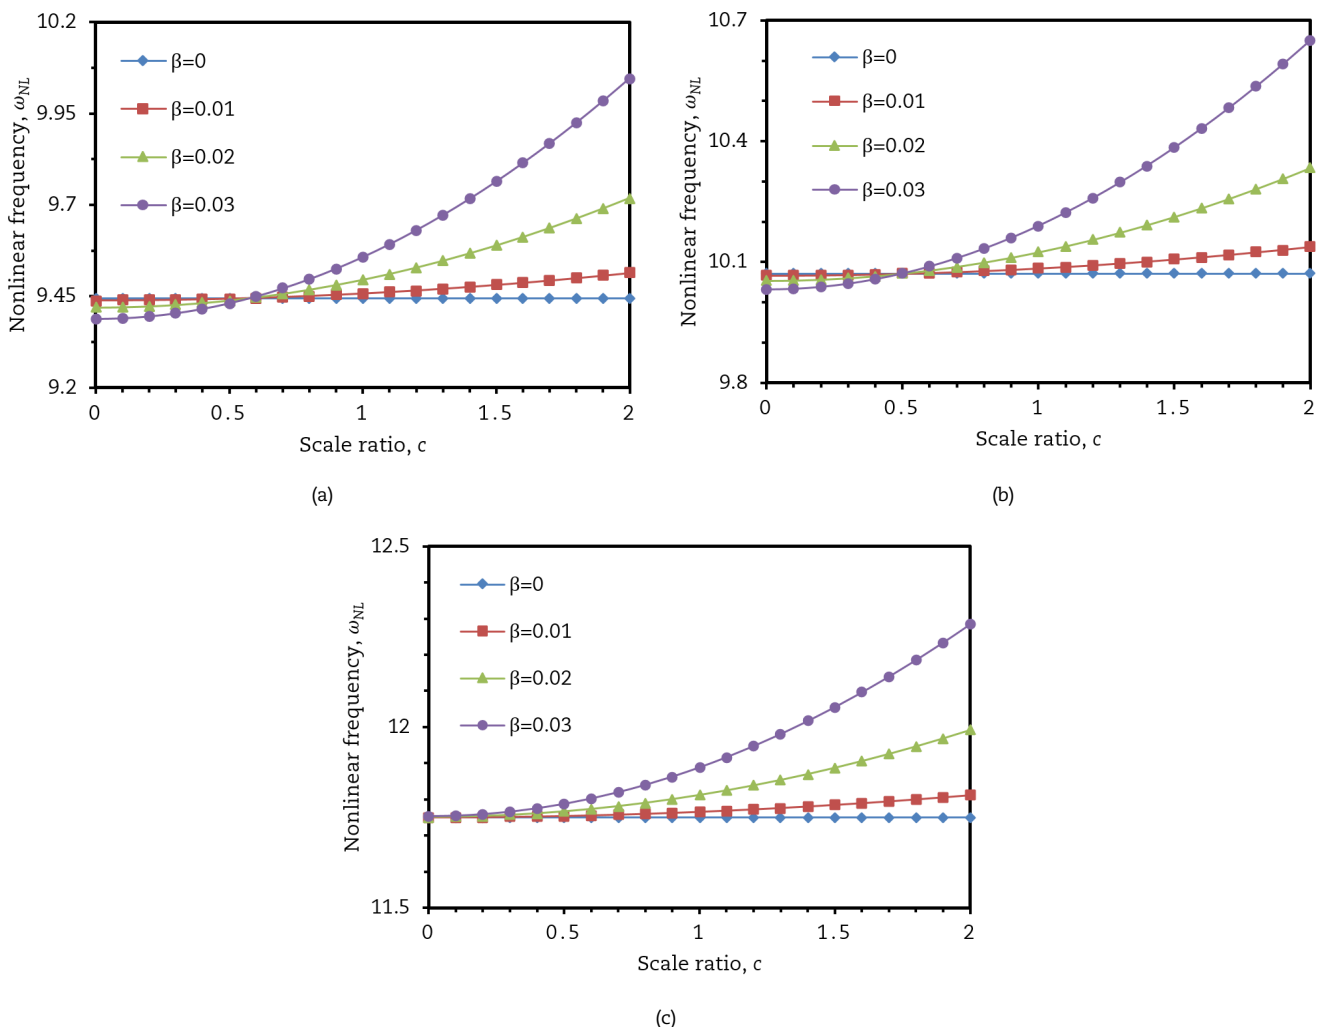 10.2
9.95
9.7
9.45
9.2
Nonlinear frequency, ωNL
β=0
β=0.01
β=0.02
β=0.03
0 0.5 1 1.5 2
Scale ratio, c
(a)
10.7
10.4
10.1
9.8
Nonlinear frequency, ωNL
β=0
β=0.01
β=0.02
β=0.03
0 0.5 1 1.5 2
Scale ratio, c
(b)
12.5
12
11.5
Nonlinear frequency, ωNL
β=0
β=0.01
β=0.02
β=0.03
0 0.5 1 1.5 2
Scale ratio, c
(c)